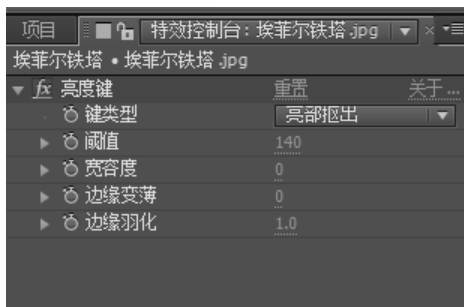 项目 特效控制台: 埃菲尔铁塔.jpg
埃菲尔铁塔 • 埃菲尔铁塔.jpg
fx 亮度键 重置 关于...
键类型 亮部抠出
阈值 140
宽容度 0
边缘变薄 0
边缘羽化 1.0